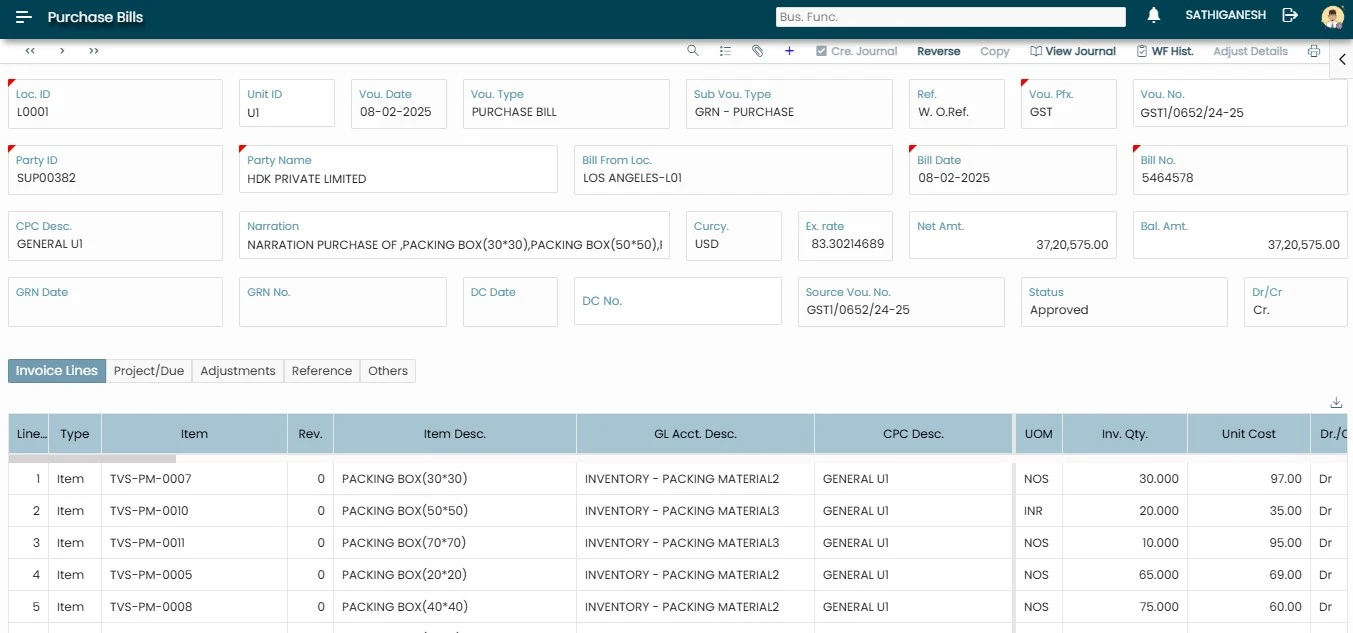 Purchase Bills
Bus. Func.
SATHIGANESH
<< > >>
+ Cre. Journal Reverse Copy View Journal WF Hist. Adjust Details
Loc. ID Unit ID Vou. Date Vou. Type Sub Vou. Type Ref. Vou. Pfx. Vou. No.
L0001 U1 08-02-2025 PURCHASE BILL GRN - PURCHASE W. O.Ref. GST GST1/0652/24-25
Party ID Party Name Bill From Loc. Bill Date Bill No.
SUP00382 HDK PRIVATE LIMITED LOS ANGELES-L01 08-02-2025 5464578
CPC Desc. Narration Curcy. Ex. rate Net Amt. Bal. Amt.
GENERAL U1 NARRATION PURCHASE OF ,PACKING BOX(30*30),PACKING BOX(50*50), USD 83.30214689 37,20,575.00 37,20,575.00
GRN Date GRN No. DC Date DC No. Source Vou. No. Status Dr/Cr
GST1/0652/24-25 Approved Cr.
Invoice Lines Project/Due Adjustments Reference Others
Line... Type Item Rev. Item Desc. GL Acct. Desc. CPC Desc. UOM Inv. Qty. Unit Cost Dr./C
1 Item TVS-PM-0007 0 PACKING BOX(30*30) INVENTORY - PACKING MATERIAL2 GENERAL U1 NOS 30.000 97.00 Dr
2 Item TVS-PM-0010 0 PACKING BOX(50*50) INVENTORY - PACKING MATERIAL3 GENERAL U1 INR 20.000 35.00 Dr
3 Item TVS-PM-0011 0 PACKING BOX(70*70) INVENTORY - PACKING MATERIAL3 GENERAL U1 NOS 10.000 95.00 Dr
4 Item TVS-PM-0005 0 PACKING BOX(20*20) INVENTORY - PACKING MATERIAL2 GENERAL U1 NOS 65.000 69.00 Dr
5 Item TVS-PM-0008 0 PACKING BOX(40*40) INVENTORY - PACKING MATERIAL2 GENERAL U1 NOS 75.000 60.00 Dr